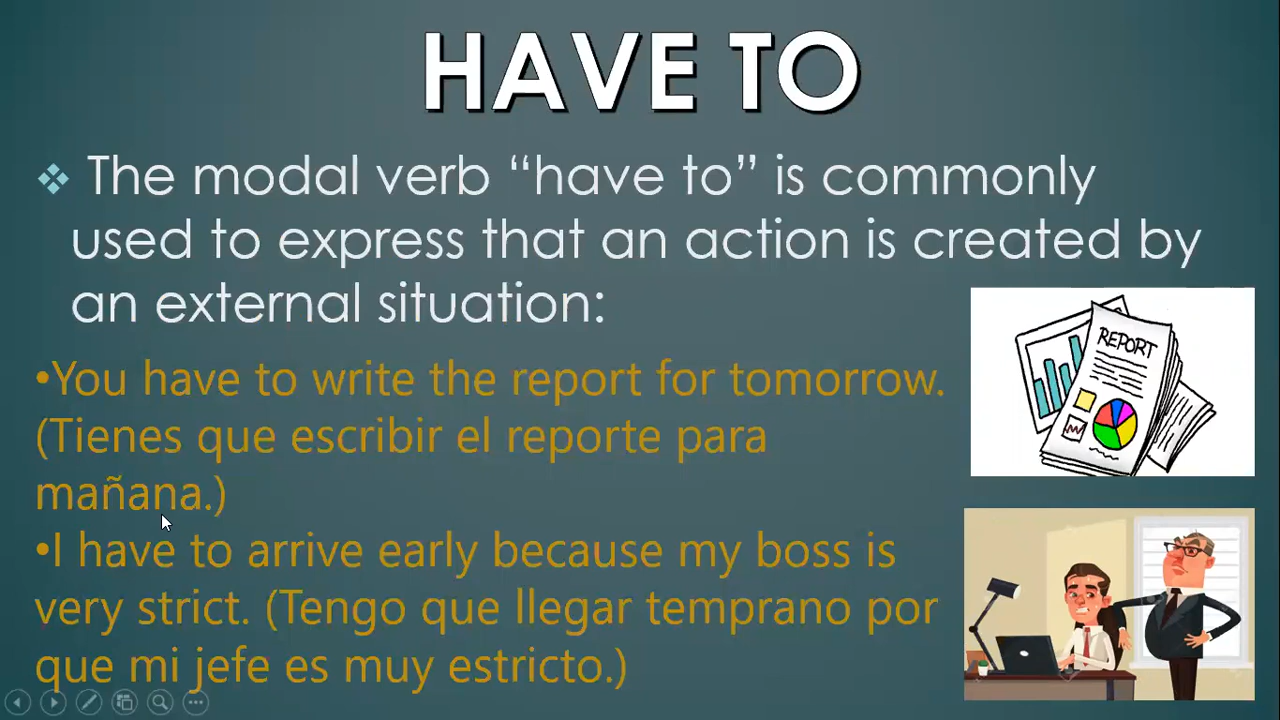 HAVE TO
❖ The modal verb “have to” is commonly
used to express that an action is created by
an external situation:
•You have to write the report for tomorrow.
(Tienes que escribir el reporte para
mañana.)
•I have to arrive early because my boss is
very strict. (Tengo que llegar temprano por
que mi jefe es muy estricto.)
REPORT